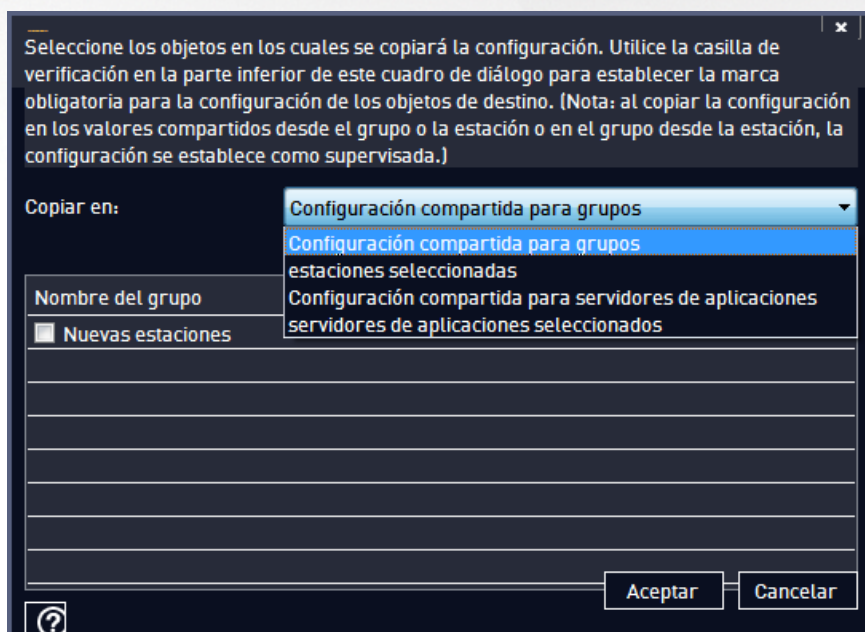 Seleccione los objetos en los cuales se copiará la configuración. Utilice la casilla de
verificación en la parte inferior de este cuadro de diálogo para establecer la marca
obligatoria para la configuración de los objetos de destino. (Nota: al copiar la configuración
en los valores compartidos desde el grupo o la estación o en el grupo desde la estación, la
configuración se establece como supervisada.)
Copiar en:
Configuración compartida para grupos
Configuración compartida para grupos
estaciones seleccionadas
Configuración compartida para servidores de aplicaciones
servidores de aplicaciones seleccionados
Nombre del grupo
Nuevas estaciones
Aceptar
Cancelar